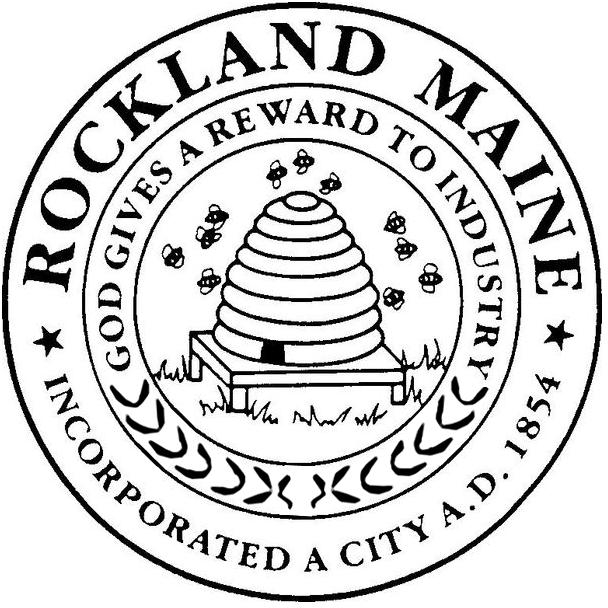 ROCKLAND MAINE
GOD GIVES A REWARD TO INDUSTRY
INCORPORATED A CITY A.D. 1854